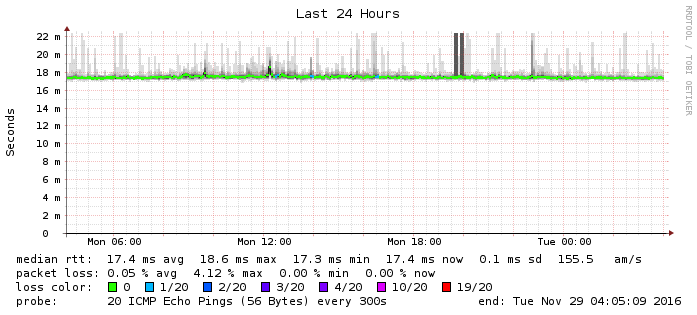 Last 24 Hours
RRDTOOL / TOBI OETIKER
Seconds
22 m
20 m
18 m
16 m
14 m
12 m
10 m
8 m
6 m
4 m
2 m
0
Mon 06:00 Mon 12:00 Mon 18:00 Tue 00:00
median rtt: 17.4 ms avg 18.6 ms max 17.3 ms min 17.4 ms now 0.1 ms sd 155.5 am/s
packet loss: 0.05 % avg 4.12 % max 0.00 % min 0.00 % now
loss color: 0 1/20 2/20 3/20 4/20 10/20 19/20
probe: 20 ICMP Echo Pings (56 Bytes) every 300s end: Tue Nov 29 04:05:09 2016